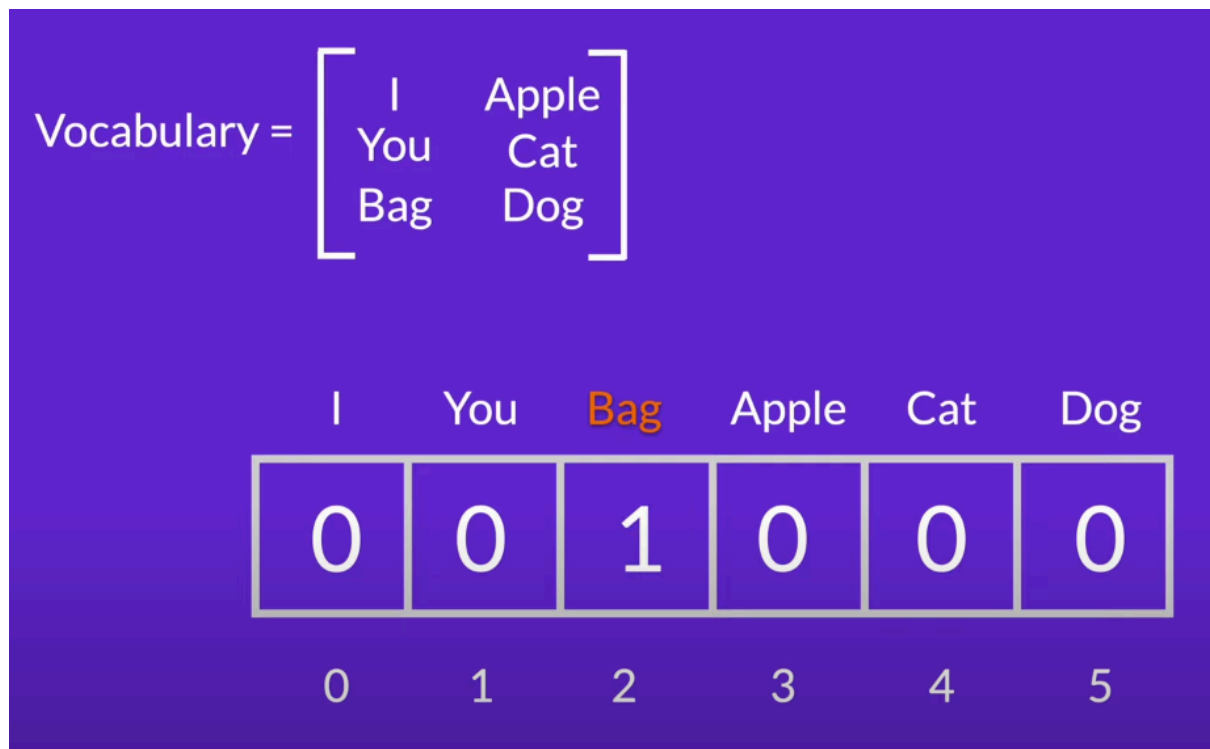 Vocabulary =
I Apple
You Cat
Bag Dog
I You Bag Apple Cat Dog
0 0 1 0 0 0
0 1 2 3 4 5